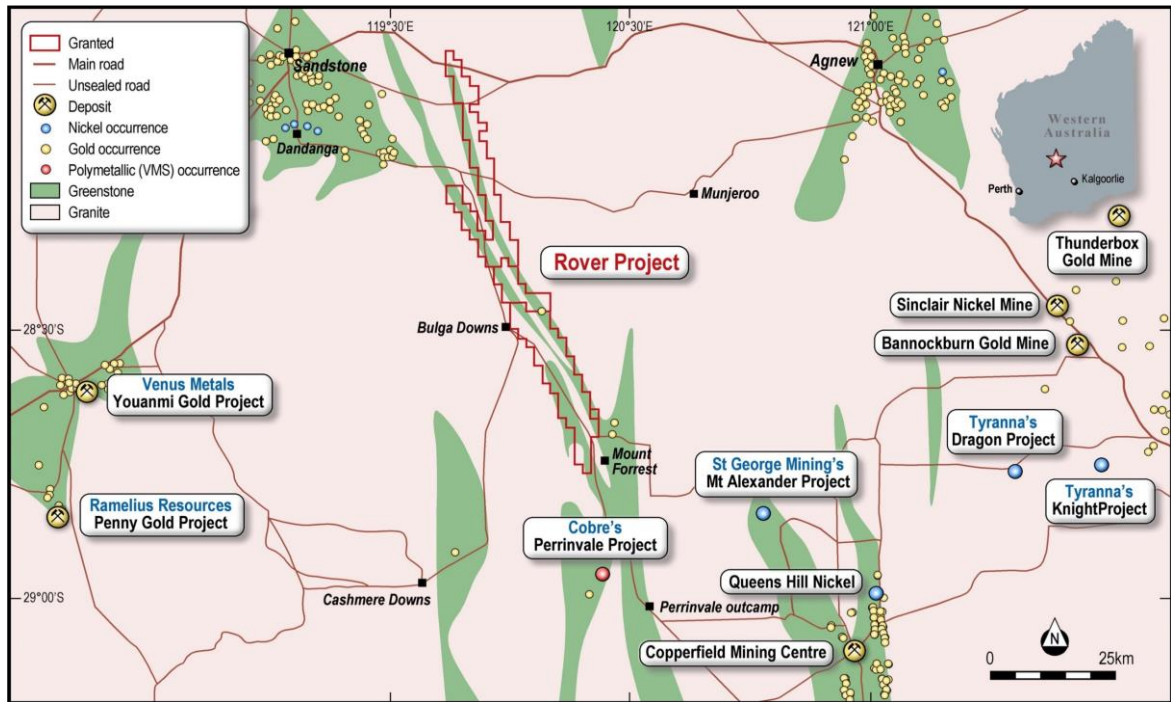 119°30'E
120°30'E
121°00'E
Granted
Main road
Unsealed road
Deposit
Nickel occurrence
Gold occurrence
Polymetallic (VMS) occurrence
Greenstone
Granite
Sandstone
Dandanga
Agnew
Munjeroo
Western
Australia
Perth
Kalgoorlie
Thunderbox
Gold Mine
Rover Project
Sinclair Nickel Mine
Bulga Downs
Bannockburn Gold Mine
28°30'S
Venus Metals
Youanmi Gold Project
Tyranna's
Dragon Project
Mount
Forrest
St George Mining's
Mt Alexander Project
Tyranna's
KnightProject
Ramelius Resources
Penny Gold Project
Cobre's
Perrinvale Project
Queens Hill Nickel
Cashmere Downs
29°00'S
Perrinvale outcamp
Copperfield Mining Centre
N
0 25km